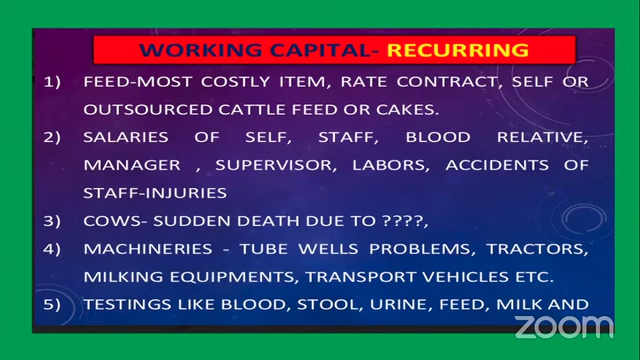 WORKING CAPITAL- RECURRING
1) FEED-MOST COSTLY ITEM, RATE CONTRACT, SELF OR
OUTSOURCED CATTLE FEED OR CAKES.
2) SALARIES OF SELF, STAFF, BLOOD RELATIVE,
MANAGER , SUPERVISOR, LABORS, ACCIDENTS OF
STAFF-INJURIES
3) COWS- SUDDEN DEATH DUE TO ????,
4) MACHINERIES - TUBE WELLS PROBLEMS, TRACTORS,
MILKING EQUIPMENTS, TRANSPORT VEHICLES ETC.
5) TESTINGS LIKE BLOOD, STOOL, URINE, FEED, MILK AND
zoom